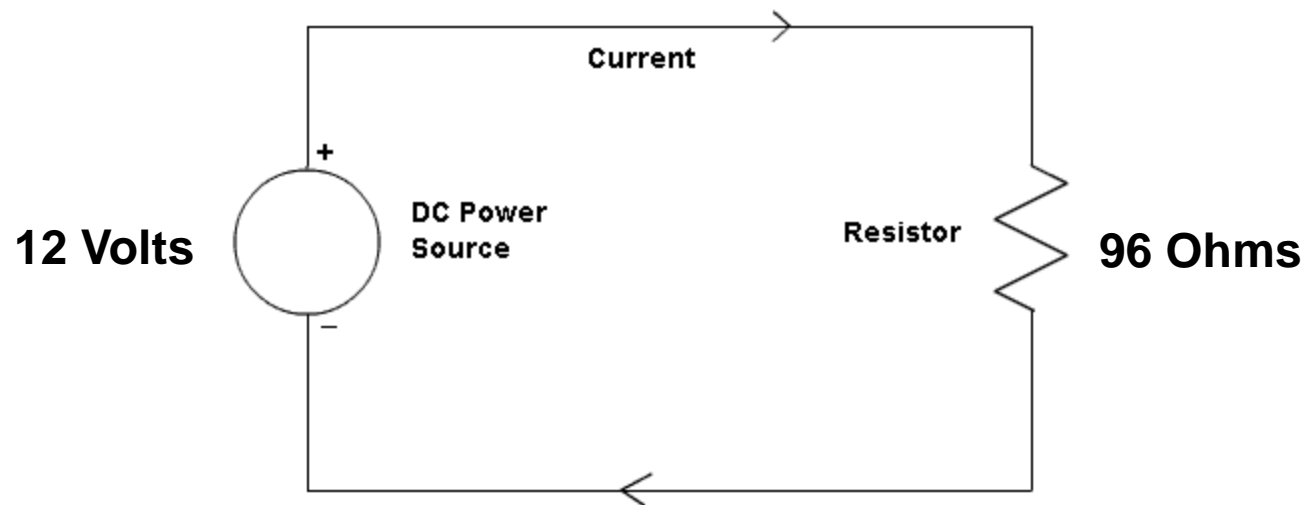 Current
+
DC Power
Source
12 Volts
Resistor
96 Ohms
–